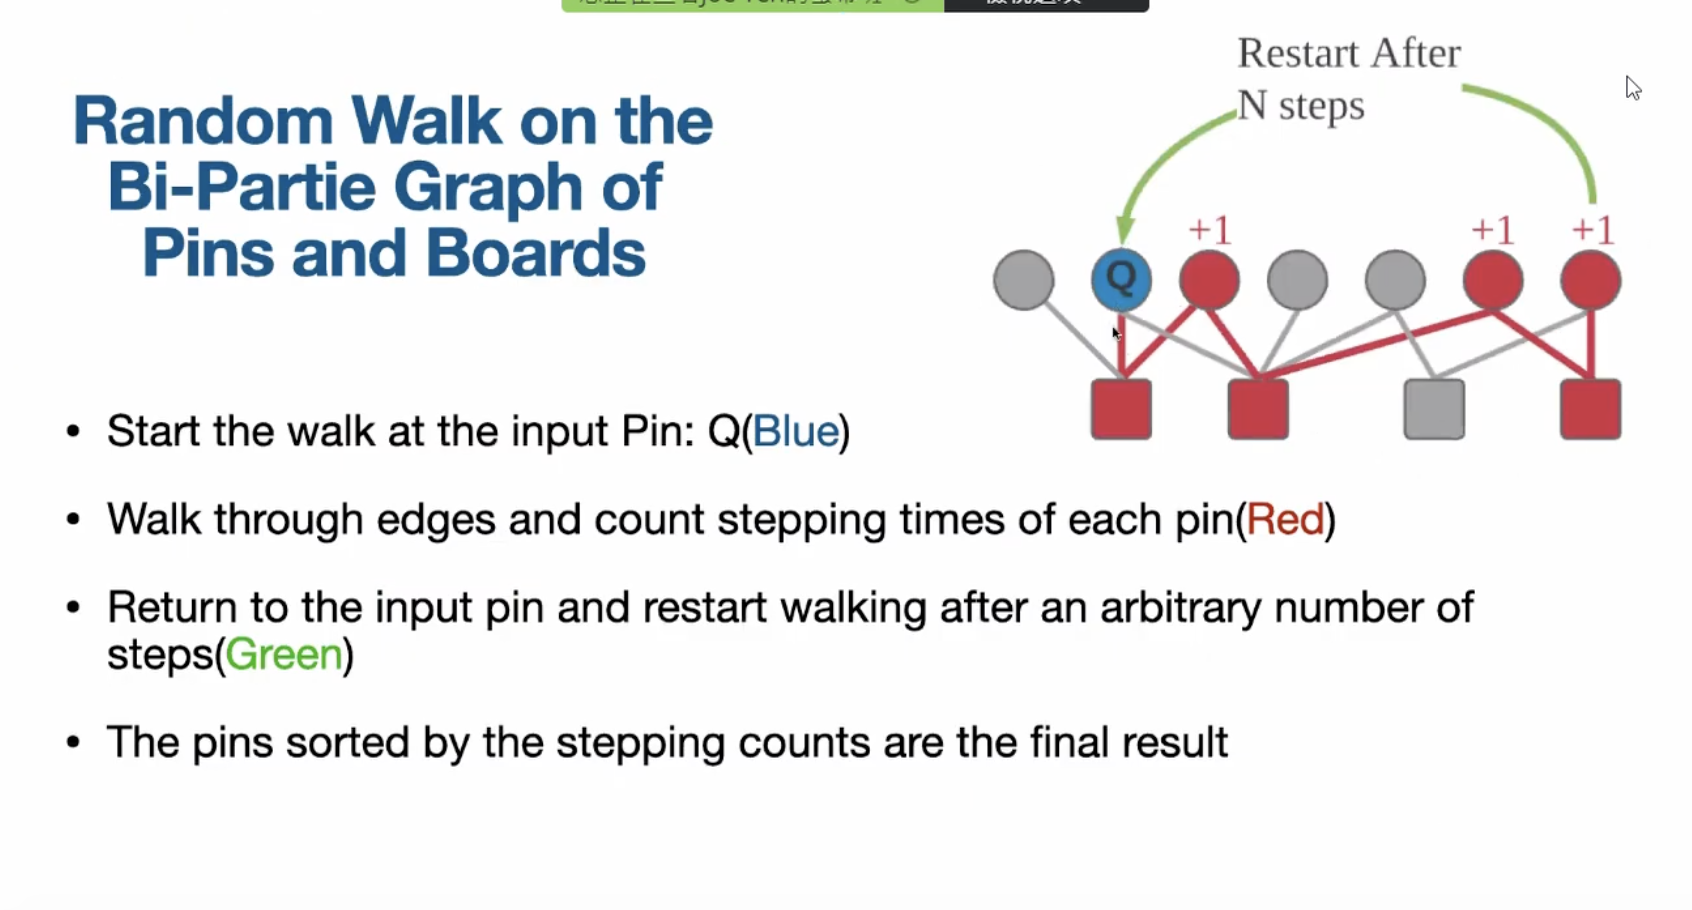 Restart After
N steps
Random Walk on the
Bi-Partie Graph of
Pins and Boards
+1
+1
+1
Q
• Start the walk at the input Pin: Q(Blue)
• Walk through edges and count stepping times of each pin(Red)
• Return to the input pin and restart walking after an arbitrary number of
steps(Green)
• The pins sorted by the stepping counts are the final result